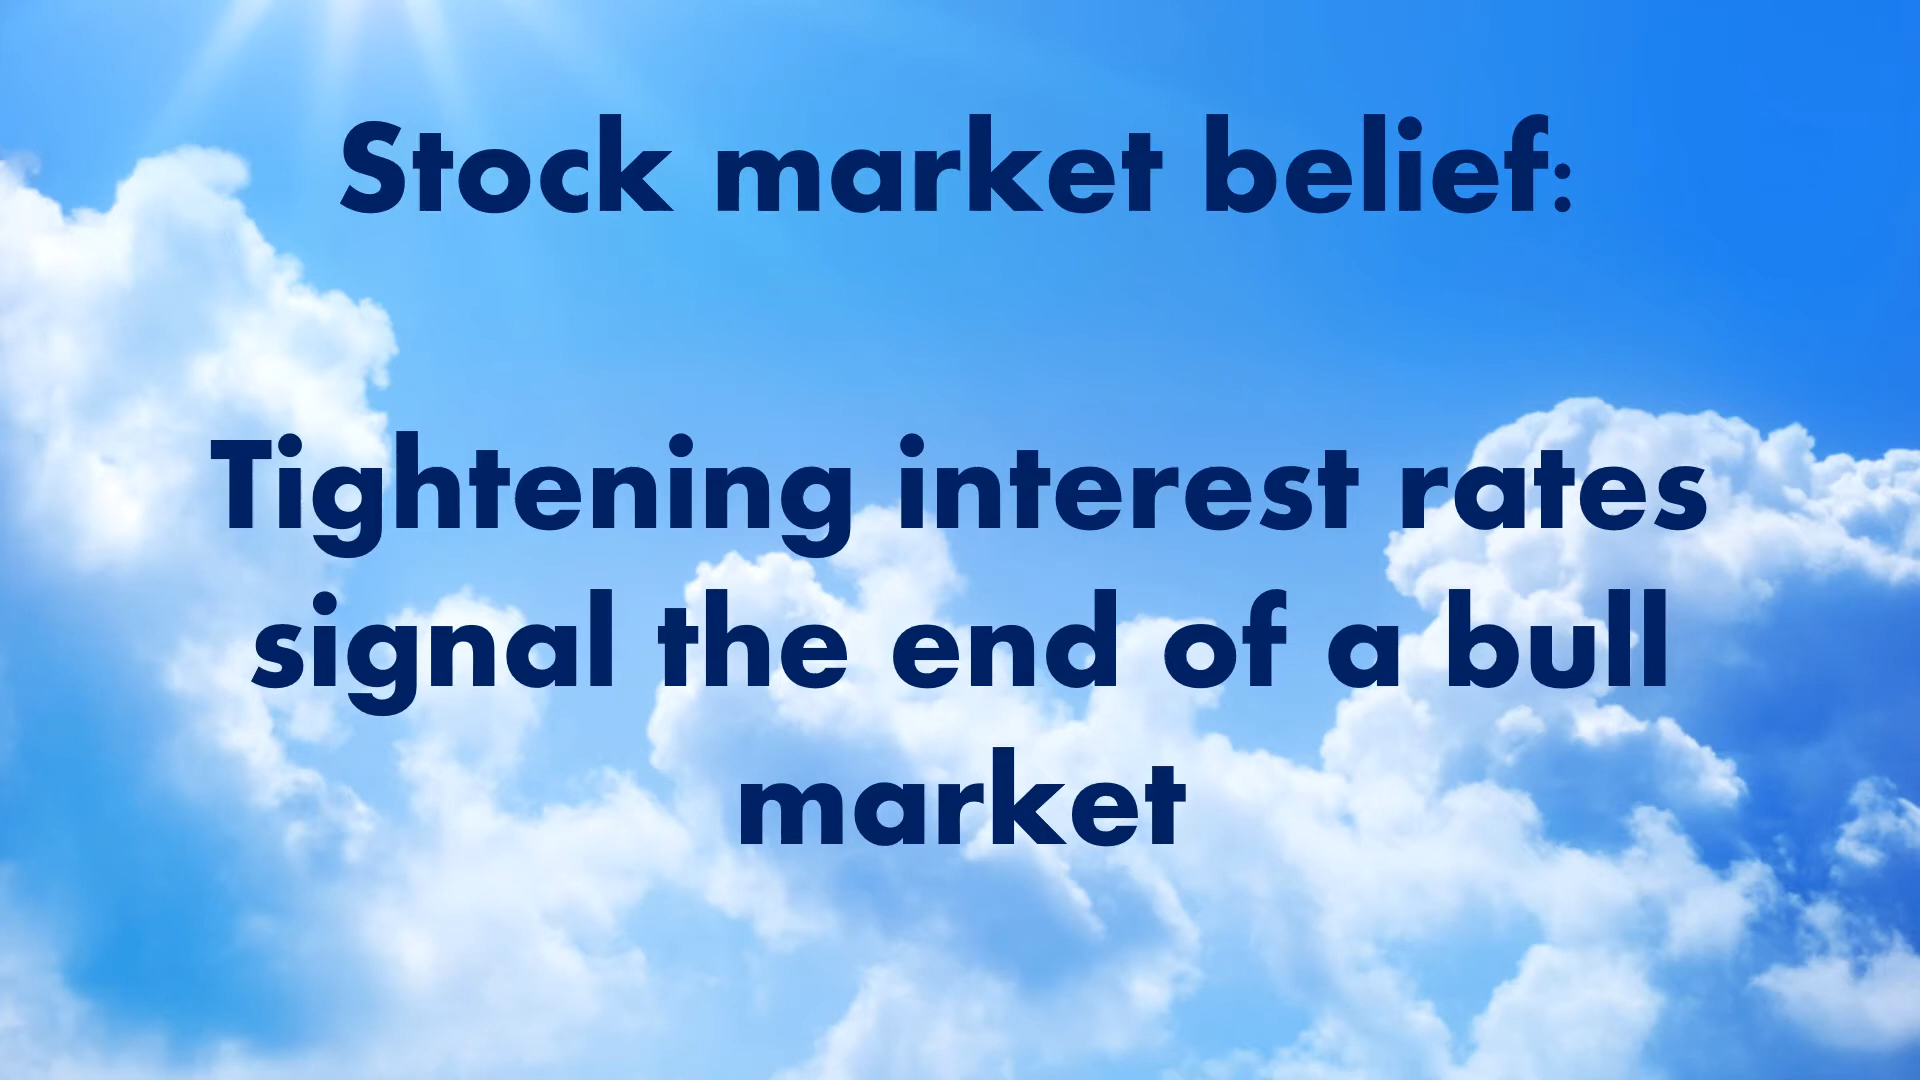 Stock market belief:
Tightening interest rates
signal the end of a bull
market